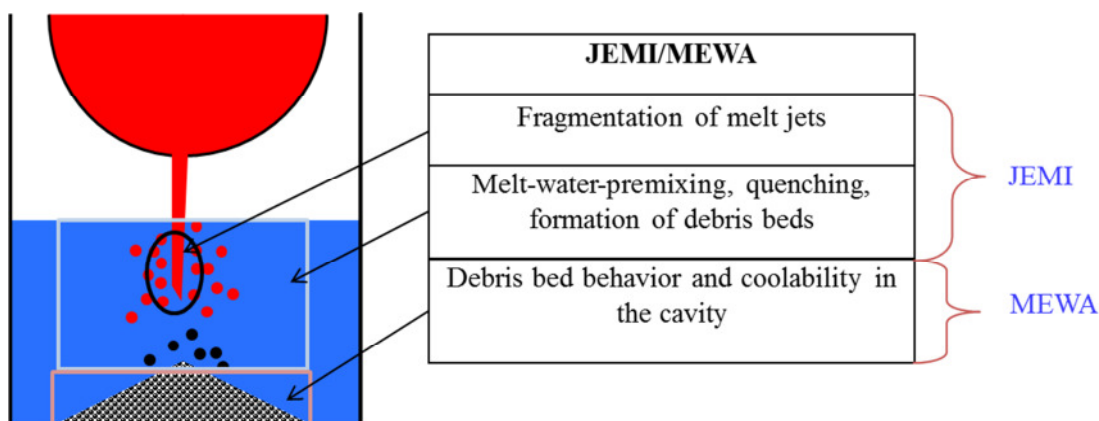 JEMI/MEWA
Fragmentation of melt jets
JEMI
Melt-water-premixing, quenching,
formation of debris beds
Debris bed behavior and coolability in
the cavity
MEWA